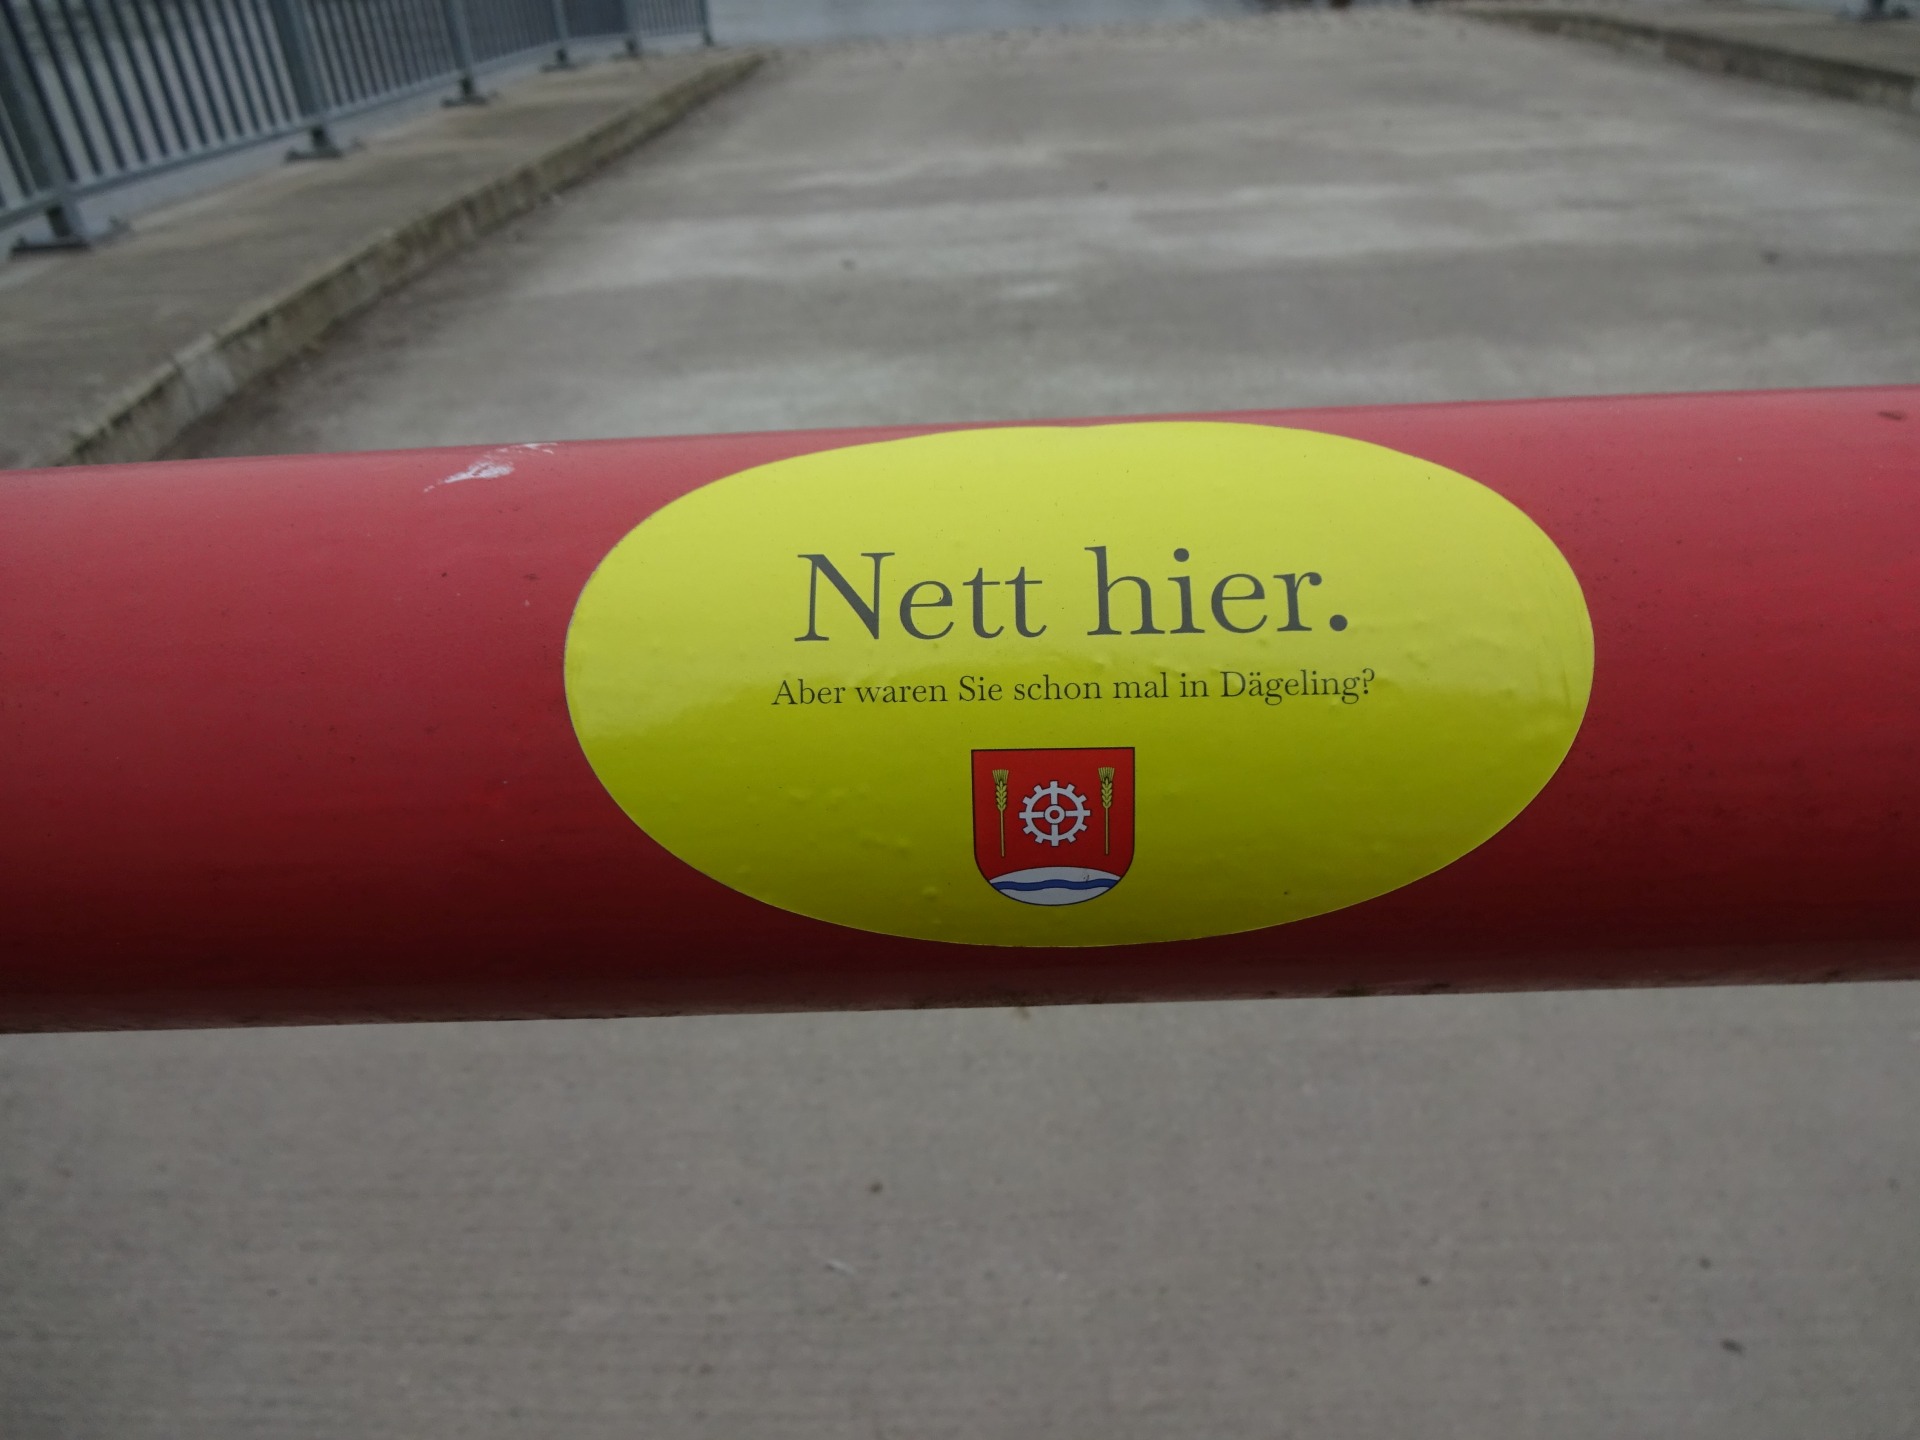 Nett hier.
Aber waren Sie schon mal in Dägeling?